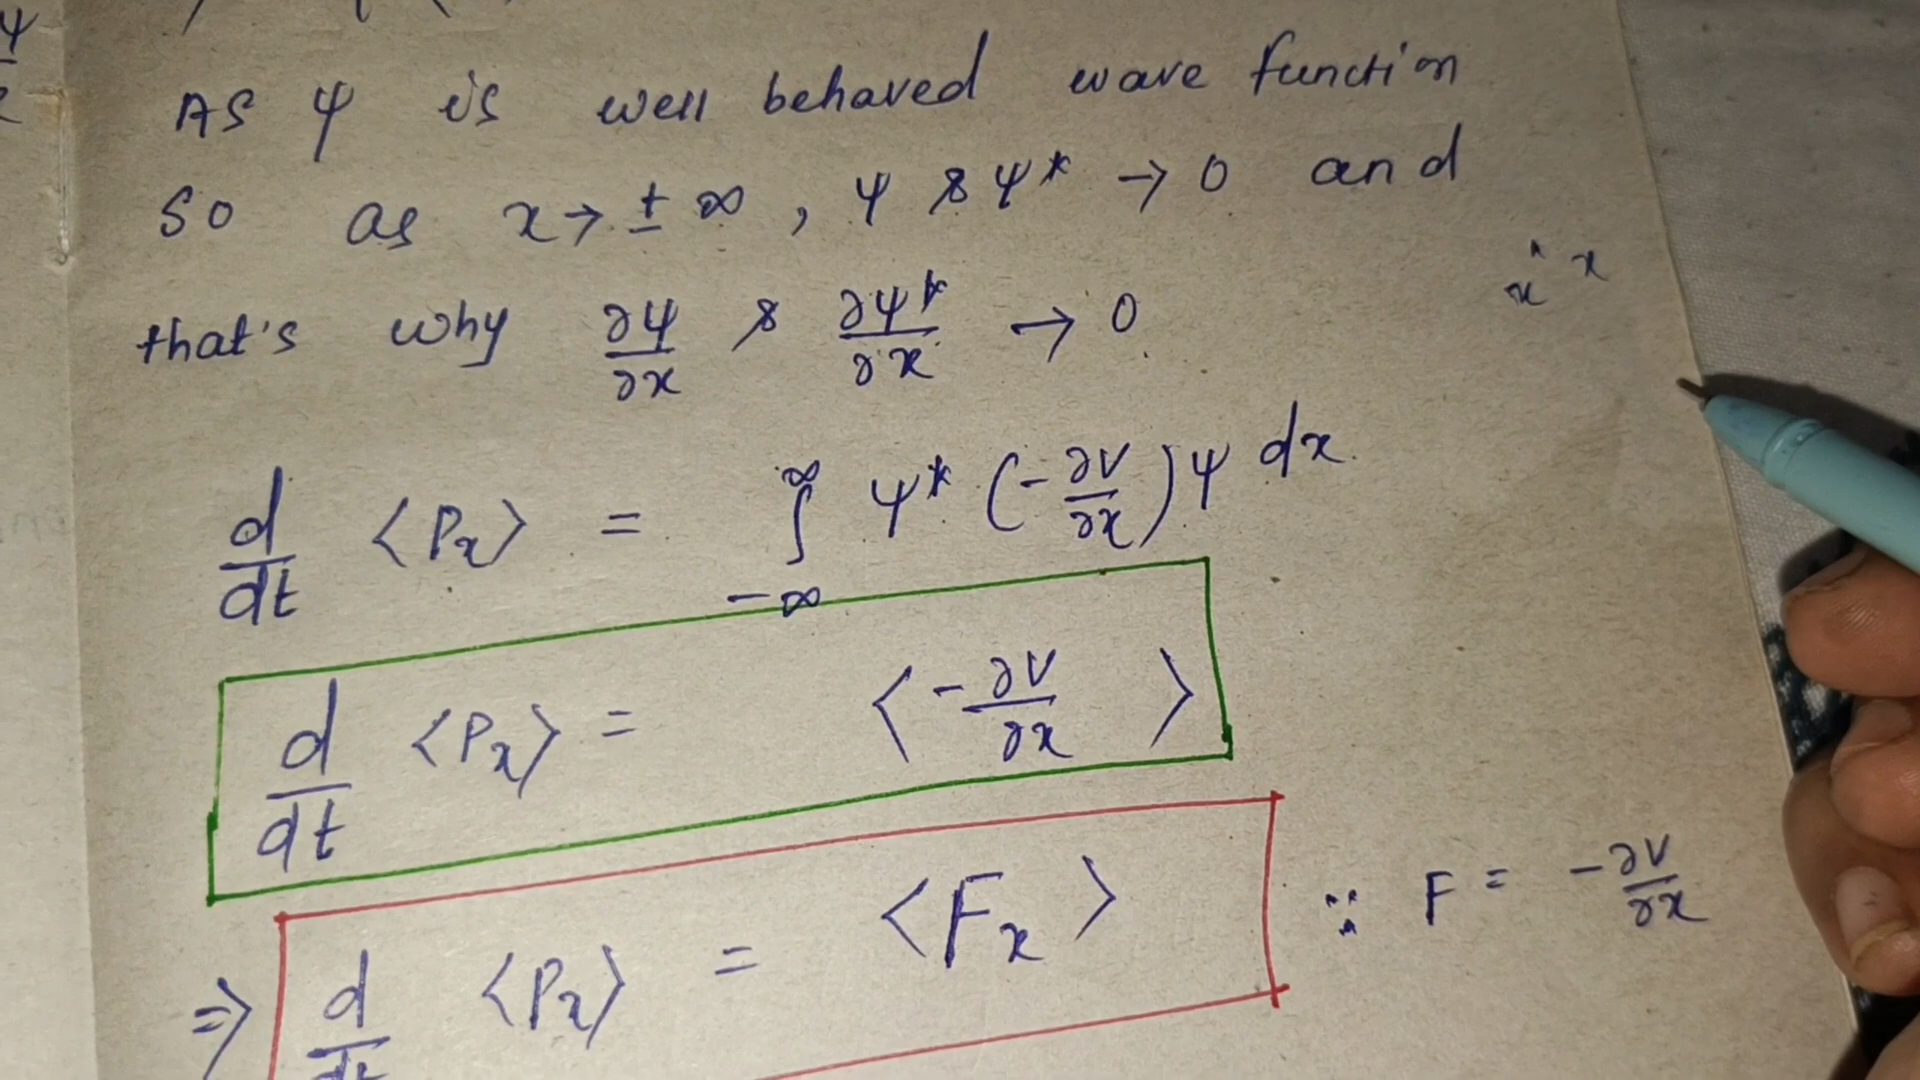 As ψ is well behaved wave function
So as x → ± ∞, ψ & ψ* → 0 and
that's why ∂ψ/∂x & ∂ψ*/∂x → 0
d/dt <Px> = ∫_{-∞}^{∞} ψ* (-∂V/∂x) ψ dx
d/dt <Px> = <-∂V/∂x>
⇒ d/dt <Px> = <Fx> ∵ F = -∂V/∂x